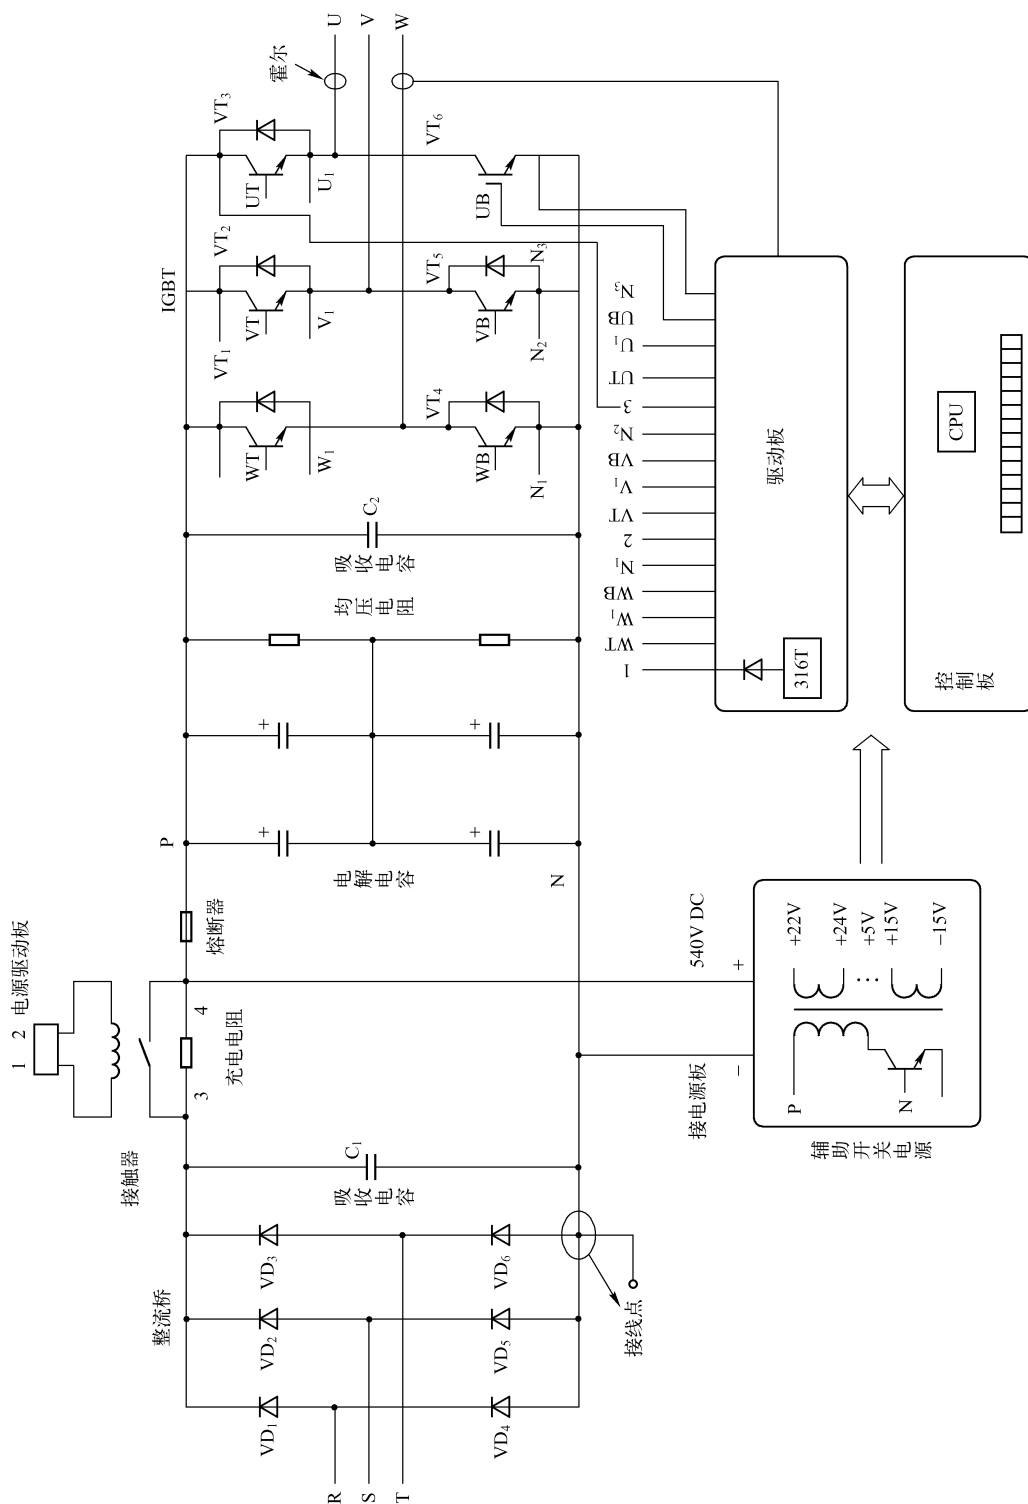 R
S
T
整流桥
VD1
VD2
VD3
VD4
VD5
VD6
接线点
吸收电容
C1
接触器
1 2 电源驱动板
3
4
充电电阻
熔断器
P
N
电解电容
均压电阻
吸收电容
C2
IGBT
VT1
VT2
VT3
WT
W1
VT
V1
UT
U1
VT4
VT5
VT6
WB
N1
VB
N2
UB
N3
霍尔
U
V
W
接电源板
−
+
540V DC
P
N
+22V
+24V
+5V
+15V
−15V
辅助开关电源
1
WT
W1
WB
N1
2
VT
V1
VB
N2
3
UT
U1
UB
N3
316T
驱动板
CPU
控制板